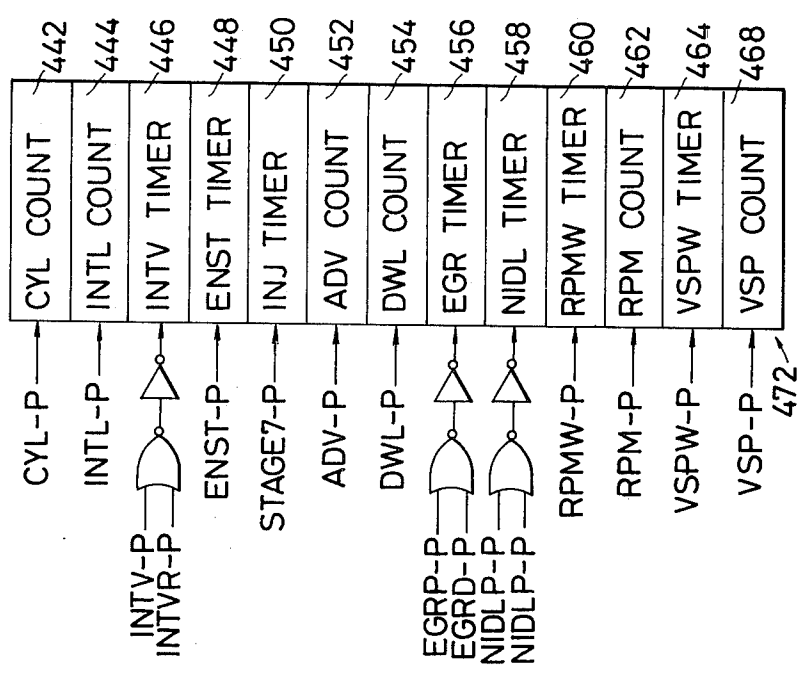 CYL-P CYL COUNT 442
INTL-P INTL COUNT 444
INTV-P
INTVR-P
INTV TIMER 446
ENST-P ENST TIMER 448
STAGE7-P INJ TIMER 450
ADV-P ADV COUNT 452
DWL-P DWL COUNT 454
EGRP-P
EGRD-P
EGR TIMER 456
NIDLP-P
NIDLP-P
NIDL TIMER 458
RPMW-P RPMW TIMER 460
RPM-P RPM COUNT 462
VSPW-P VSPW TIMER 464
VSP-P VSP COUNT 468
472